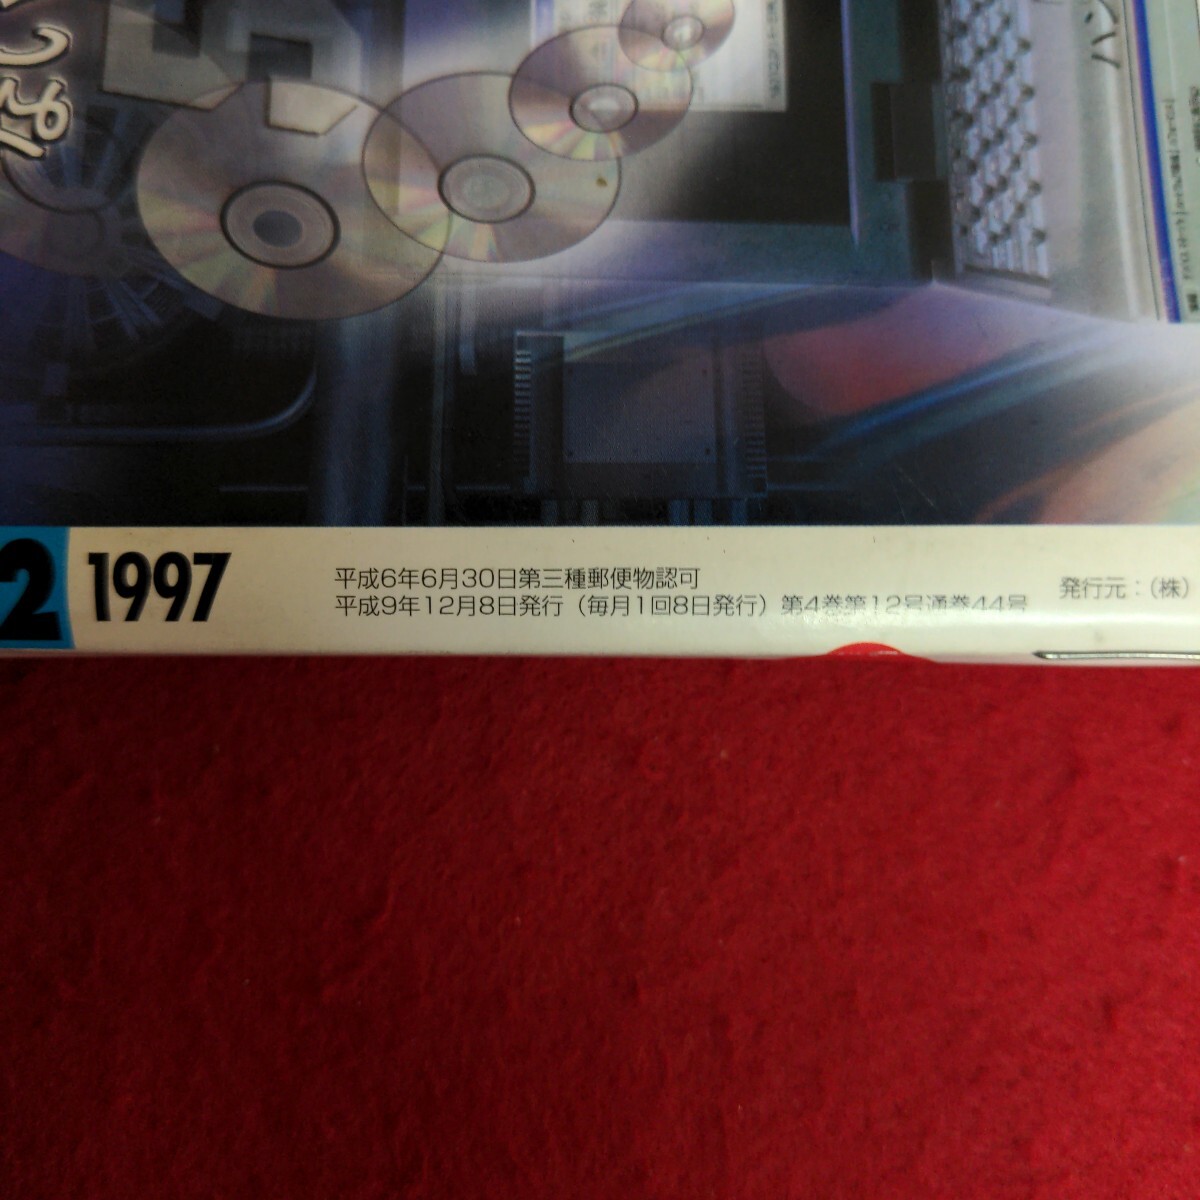 2 1997
平成6年6月30日第三種郵便物認可
平成9年12月8日発行（毎月1回8日発行）第4巻第12号通巻44号
発行元：（株）